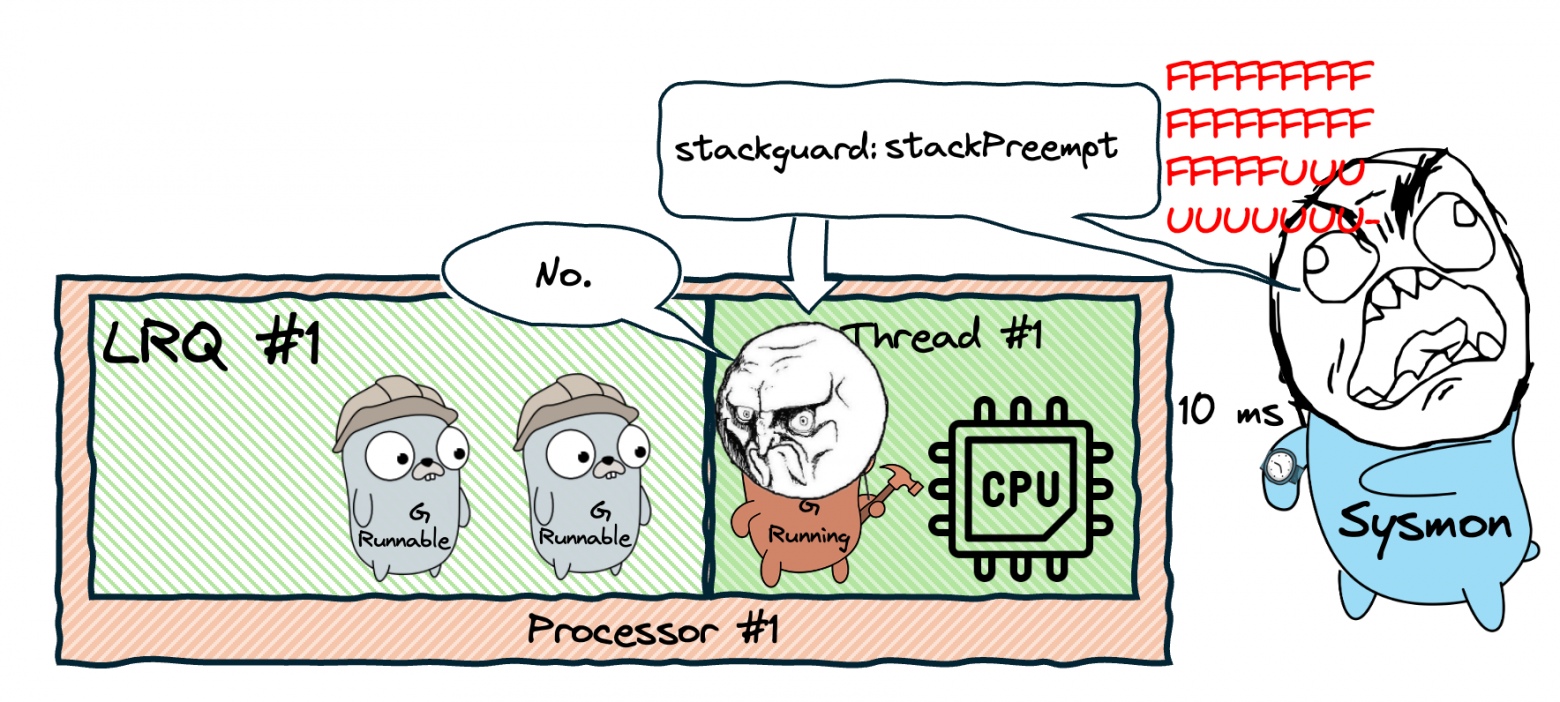 FFFFFFFFF
FFFFFFFFF
FFFFFUUU
UUUUUUU-
stackguard: stackPreempt
No.
LRQ #1
Thread #1
10 ms
CPU
G
Runnable
G
Runnable
G
Running
Sysmon
Processor #1